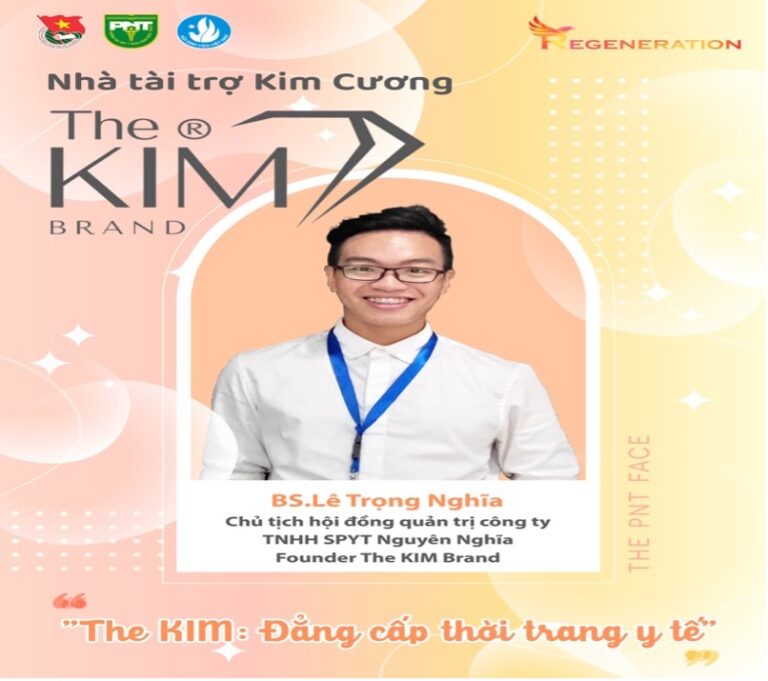 PNT
REGENERATION
Nhà tài trợ Kim Cương
The ®
KIM
BRAND
BS.Lê Trọng Nghĩa
Chủ tịch hội đồng quản trị công ty
TNHH SPYT Nguyên Nghĩa
Founder The KIM Brand
THE PNT FACE
"The KIM: Đẳng cấp thời trang y tế"